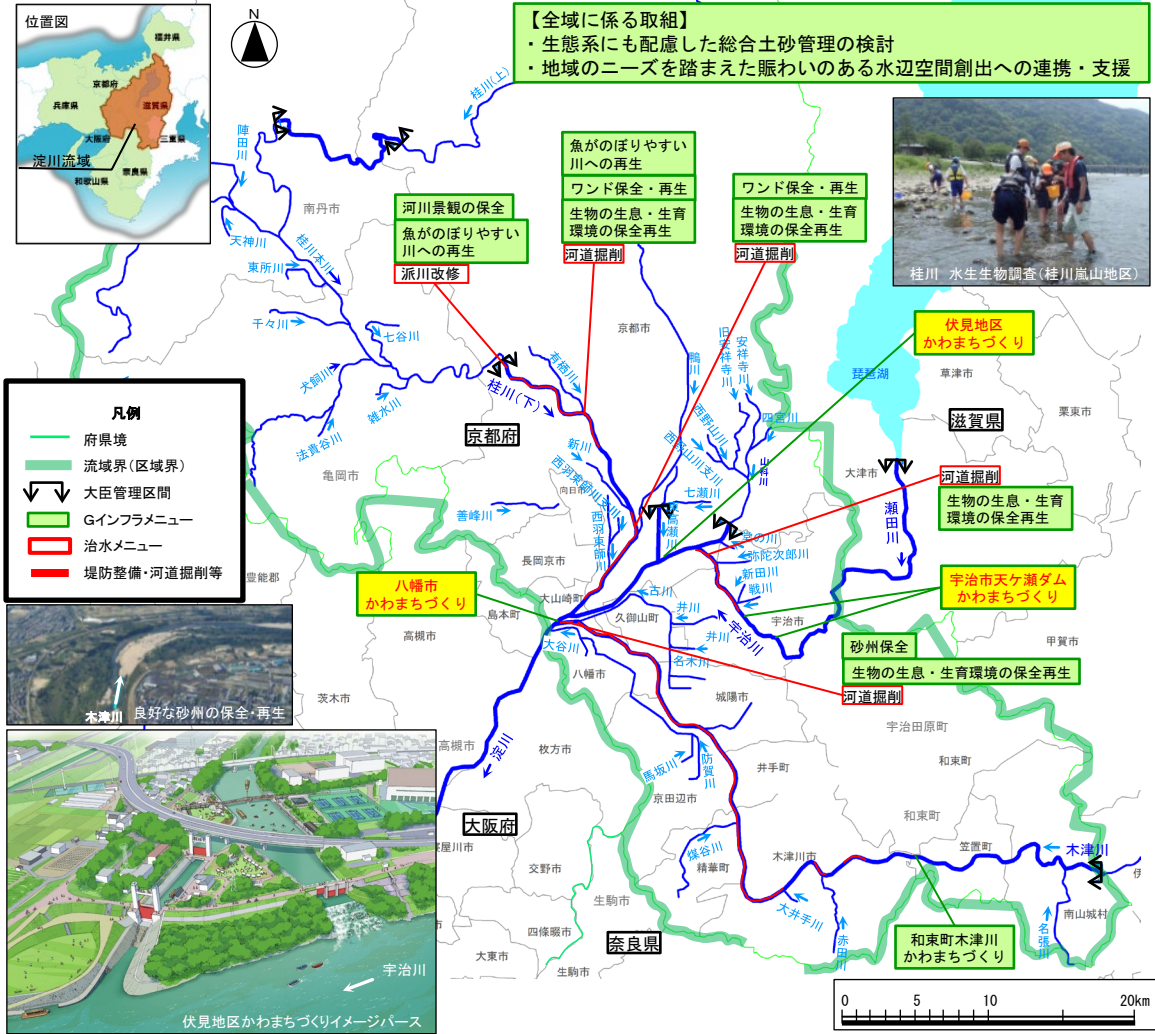 位置図
福井県
京都府
兵庫県
滋賀県
大阪府
三重県
淀川流域
奈良県
和歌山県
N
【全域に係る取組】
・生態系にも配慮した総合土砂管理の検討
・地域のニーズを踏まえた賑わいのある水辺空間創出への連携・支援
桂川 水生生物調査(桂川嵐山地区)
桂川(上)
陣田川
南丹市
天神川
東所川
桂川本川
千々川
七谷川
犬飼川
雑水川
法貴谷川
亀岡市
河川景観の保全
魚がのぼりやすい
川への再生
派川改修
魚がのぼりやすい
川への再生
ワンド保全・再生
生物の生息・生育
環境の保全再生
河道掘削
ワンド保全・再生
生物の生息・生育
環境の保全再生
河道掘削
京都市
伏見地区
かわまちづくり
琵琶湖
草津市
栗東市
滋賀県
大津市
瀬田川
河道掘削
生物の生息・生育
環境の保全再生
宇治市天ケ瀬ダム
かわまちづくり
甲賀市
有栖川
鴨川
旧安祥寺川
安祥寺川
西野山川
四宮川
西野山川支川
山科川
桂川(下)
京都府
新川
西羽束師川支川
向日市
西羽束師川
七瀬川
東高瀬川
善峰川
長岡京市
堂の川
弥陀次郎川
新田川
戦川
宇治市
宇治川
凡例
府県境
流域界(区域界)
大臣管理区間
Gインフラメニュー
治水メニュー
堤防整備・河道掘削等
豊能郡
八幡市
かわまちづくり
大山崎町
島本町
高槻市
茨木市
久御山町
古川
井川
井川
名木川
大谷川
八幡市
城陽市
砂州保全
生物の生息・生育環境の保全再生
河道掘削
宇治田原町
木津川
良好な砂州の保全・再生
高槻市
淀川
枚方市
馬坂川
防賀川
井手町
和束町
京田辺市
大阪府
寝屋川市
交野市
煤谷川
精華町
木津川市
和束町
笠置町
木津川
伊
生駒市
四條畷市
大東市
生駒市
奈良県
大井手川
赤田川
和束町木津川
かわまちづくり
南山城村
名張川
宇治川
伏見地区かわまちづくりイメージパース
0 5 10 20km